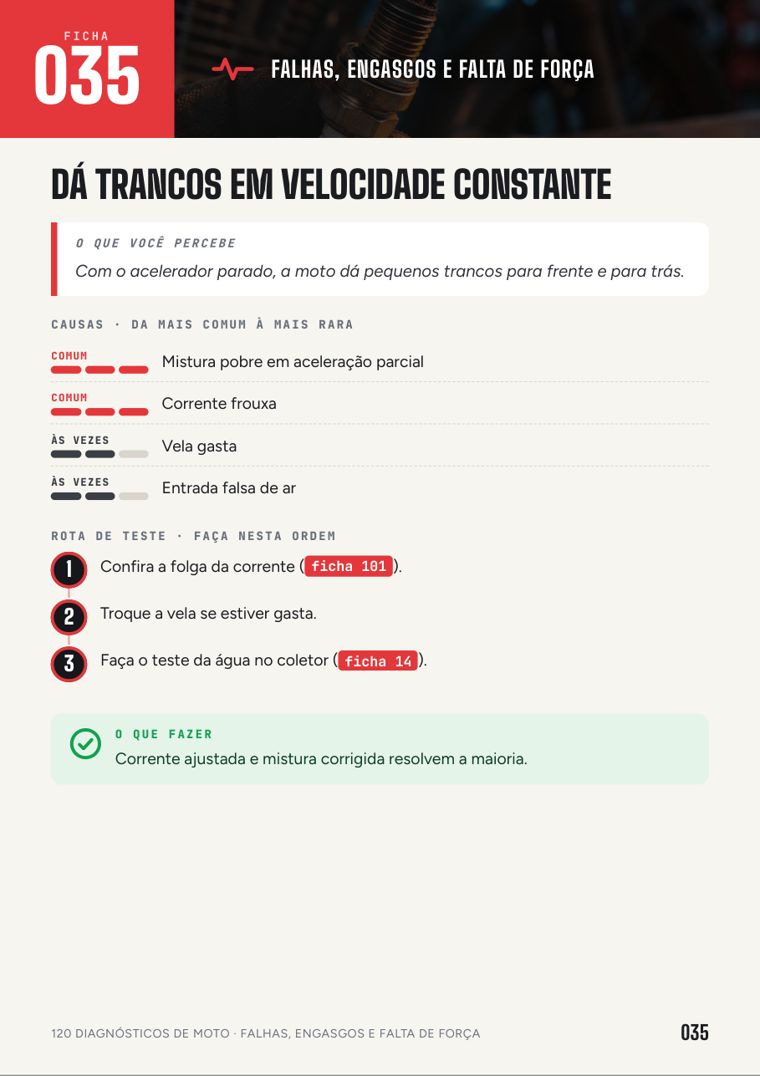 FICHA
035
FALHAS, ENGASGOS E FALTA DE FORÇA
DÁ TRANCOS EM VELOCIDADE CONSTANTE
O QUE VOCÊ PERCEBE
Com o acelerador parado, a moto dá pequenos trancos para frente e para trás.
CAUSAS · DA MAIS COMUM À MAIS RARA
COMUM
Mistura pobre em aceleração parcial
COMUM
Corrente frouxa
ÀS VEZES
Vela gasta
ÀS VEZES
Entrada falsa de ar
ROTA DE TESTE · FAÇA NESTA ORDEM
1 Confira a folga da corrente (ficha 101).
2 Troque a vela se estiver gasta.
3 Faça o teste da água no coletor (ficha 14).
O QUE FAZER
Corrente ajustada e mistura corrigida resolvem a maioria.
120 DIAGNÓSTICOS DE MOTO · FALHAS, ENGASGOS E FALTA DE FORÇA 035